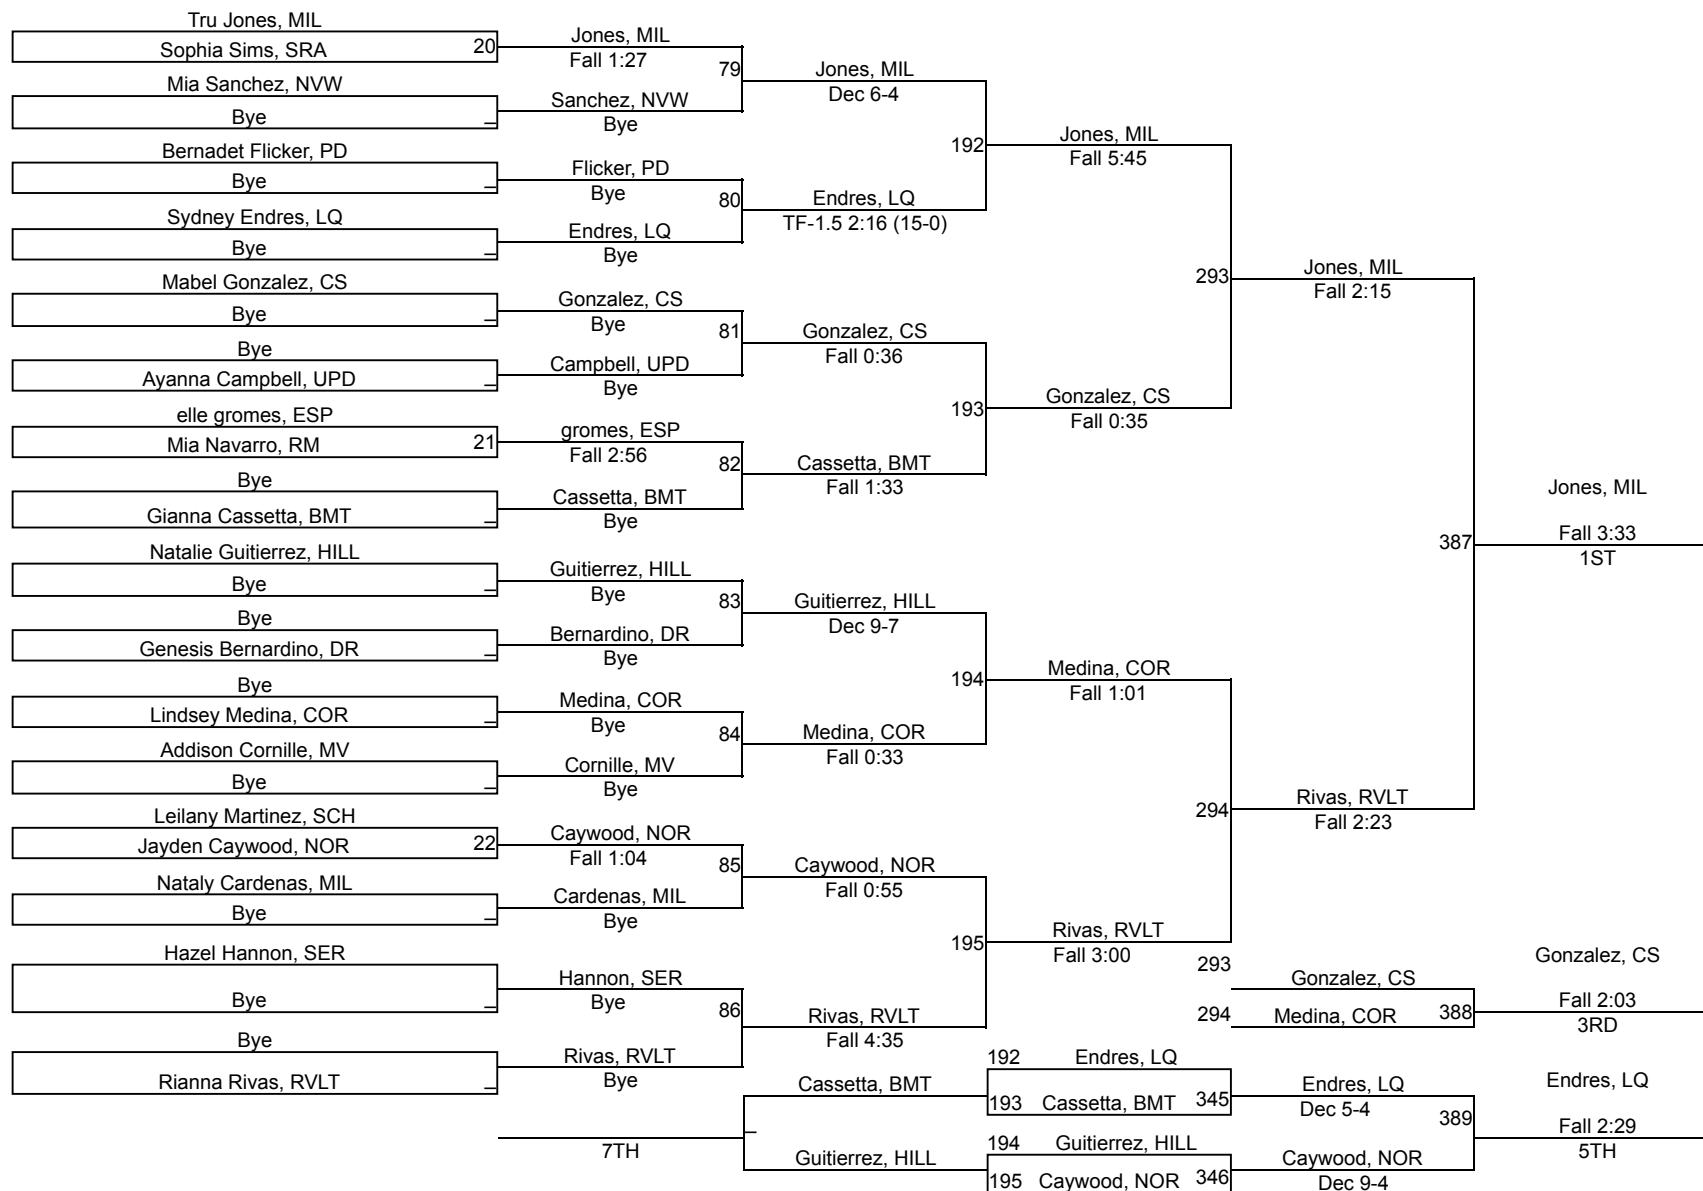 Tru Jones, MIL
Sophia Sims, SRA 20
Mia Sanchez, NVW
Bye _
Bernadet Flicker, PD
Bye _
Sydney Endres, LQ
Bye _
Mabel Gonzalez, CS
Bye _
Bye
Ayanna Campbell, UPD _
elle gromes, ESP
Mia Navarro, RM 21
Bye
Gianna Cassetta, BMT _
Natalie Guitierrez, HILL
Bye _
Bye
Genesis Bernardino, DR _
Bye
Lindsey Medina, COR _
Addison Cornille, MV
Bye _
Leilany Martinez, SCH
Jayden Caywood, NOR 22
Nataly Cardenas, MIL
Bye _
Hazel Hannon, SER
Bye _
Bye
Rianna Rivas, RVLT _
Jones, MIL
Fall 1:27
79
Sanchez, NVW
Bye
Flicker, PD
Bye
80
Endres, LQ
Bye
Gonzalez, CS
Bye
81
Campbell, UPD
Bye
gromes, ESP
Fall 2:56
82
Cassetta, BMT
Bye
Guitierrez, HILL
Bye
83
Bernardino, DR
Bye
Medina, COR
Bye
84
Cornille, MV
Bye
Caywood, NOR
Fall 1:04
85
Cardenas, MIL
Bye
Hannon, SER
Bye
86
Rivas, RVLT
Bye
Jones, MIL
Dec 6-4
192
Endres, LQ
TF-1.5 2:16 (15-0)
Gonzalez, CS
Fall 0:36
193
Cassetta, BMT
Fall 1:33
Guitierrez, HILL
Dec 9-7
194
Medina, COR
Fall 0:33
Caywood, NOR
Fall 0:55
195
Rivas, RVLT
Fall 4:35
Jones, MIL
Fall 5:45
293
Gonzalez, CS
Fall 0:35
Medina, COR
Fall 1:01
294
Rivas, RVLT
Fall 3:00
Jones, MIL
Fall 2:15
387
Rivas, RVLT
Fall 2:23
Jones, MIL
Fall 3:33
1ST
293
Gonzalez, CS
294 Medina, COR 388
Gonzalez, CS
Fall 2:03
3RD
192 Endres, LQ
193 Cassetta, BMT 345
194 Guitierrez, HILL
195 Caywood, NOR 346
Endres, LQ
Dec 5-4
389
Caywood, NOR
Dec 9-4
Endres, LQ
Fall 2:29
5TH
Cassetta, BMT
_
Guitierrez, HILL
7TH